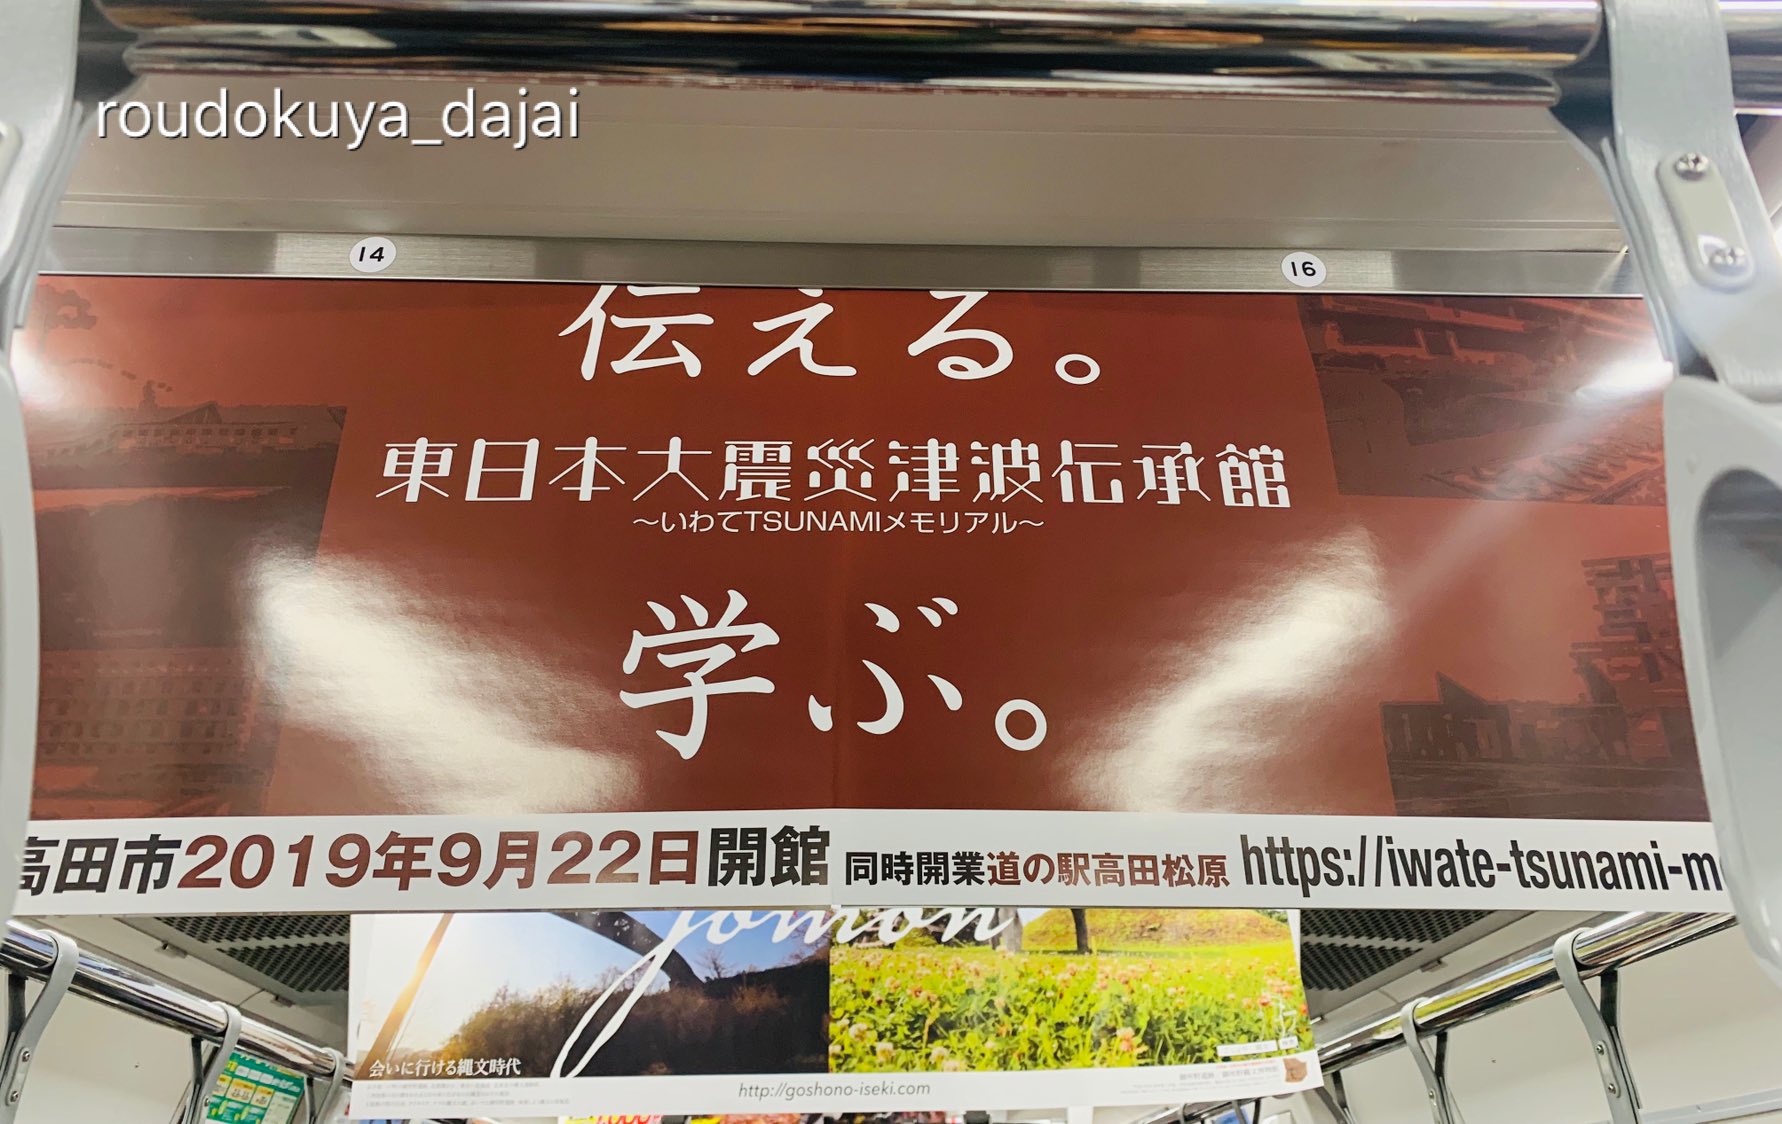 roudokuya_dajai
14
16
伝える。
東日本大震災津波伝承館
～いわてTSUNAMIメモリアル～
学ぶ。
高田市2019年9月22日開館 同時開業道の駅高田松原 https://iwate-tsunami-m
jomon
会いに行ける縄文時代
http://goshono-iseki.com